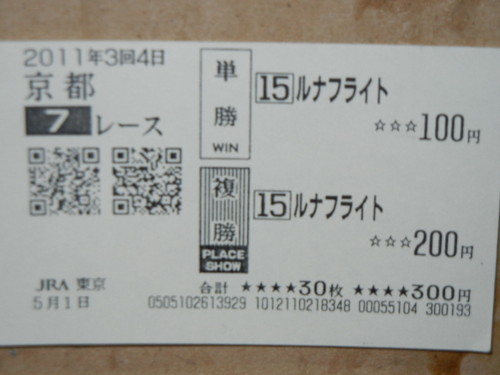 2011年3回4日
京都
7レース
単勝
WIN
15 ルナフライト
☆☆☆100円
複勝
PLACE
SHOW
15 ルナフライト
☆☆☆200円
JRA 東京
5月1日
合計 ★★★★30枚 ★★★★300円
0505102613929 1012110218348 00055104 300193